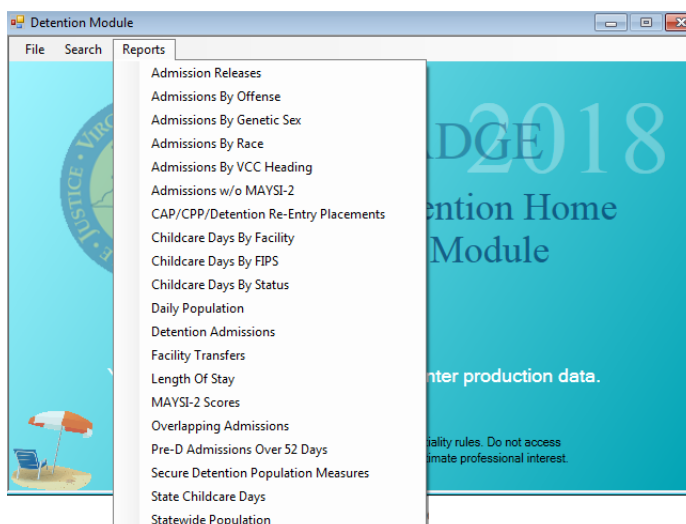 Detention Module
File Search Reports
Admission Releases
Admissions By Offense
Admissions By Genetic Sex
Admissions By Race
Admissions By VCC Heading
Admissions w/o MAYSI-2
CAP/CPP/Detention Re-Entry Placements
Childcare Days By Facility
Childcare Days By FIPS
Childcare Days By Status
Daily Population
Detention Admissions
Facility Transfers
Length Of Stay
MAYSI-2 Scores
Overlapping Admissions
Pre-D Admissions Over 52 Days
Secure Detention Population Measures
State Childcare Days
Statewide Population
JUSTICE • VIRG
ADGE 2018
ention Home
Module
nter production data.
iality rules. Do not access
imate professional interest.